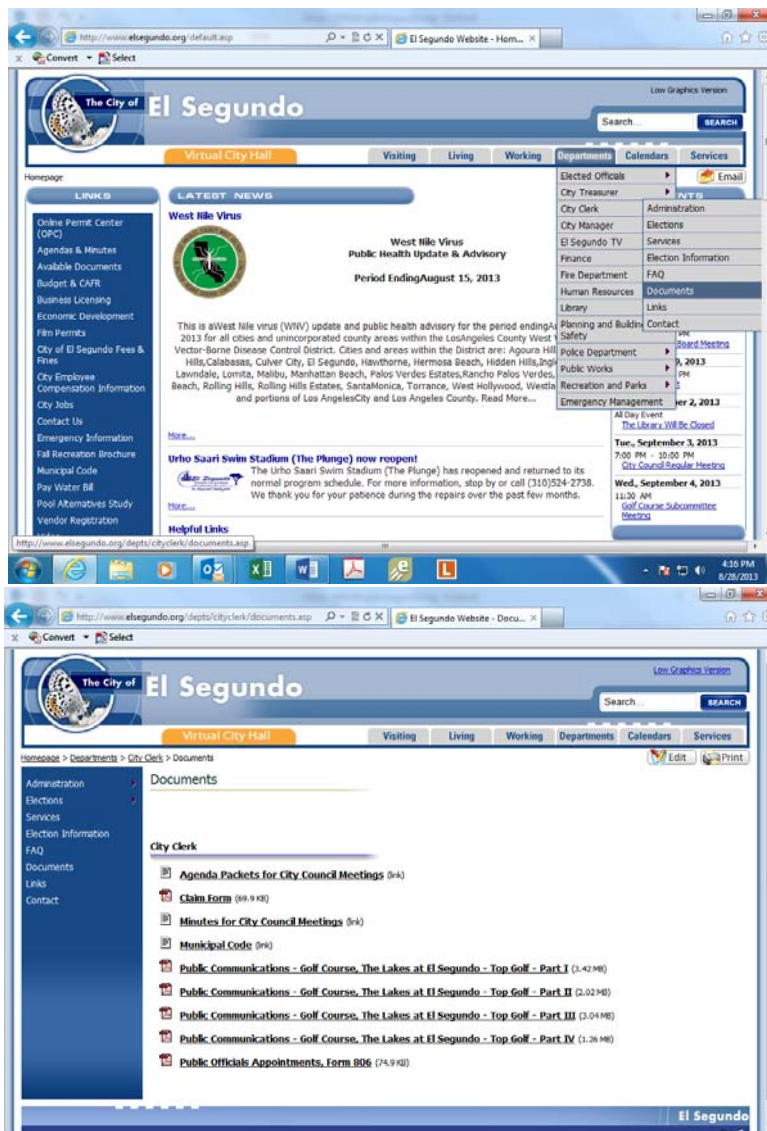 http://www.elsegundo.org/default.asp
El Segundo Website - Hom...
x Convert Select
Low Graphics Version
The City of El Segundo
Search... SEARCH
Virtual City Hall Visiting Living Working Departments Calendars Services
Homepage
Email
LINKS
Online Permit Center (OPC)
Agendas & Minutes
Available Documents
Budget & CAFR
Business Licensing
Economic Development
Film Permits
City of El Segundo Fees &
Fines
City Employee
Compensation Information
City Jobs
Contact Us
Emergency Information
Fall Recreation Brochure
Municipal Code
Pay Water Bill
Pool Alternatives Study
Vendor Registration
LATEST NEWS
West Nile Virus
West Nile Virus
Public Health Update & Advisory
Period EndingAugust 15, 2013
This is aWest Nile virus (WNV) update and public health advisory for the period endingAu
2013 for all cities and unincorporated county areas within the LosAngeles County West V
Vector-Borne Disease Control District. Cities and areas within the District are: Agoura Hill
Hills,Calabasas, Culver City, El Segundo, Hawthorne, Hermosa Beach, Hidden Hills,Ingle
Lawndale, Lomita, Malibu, Manhattan Beach, Palos Verdes Estates,Rancho Palos Verdes,
Beach, Rolling Hills, Rolling Hills Estates, SantaMonica, Torrance, West Hollywood, Westla
and portions of Los AngelesCity and Los Angeles County. Read More...
More...
Urho Saari Swim Stadium (The Plunge) now reopen!
The Urho Saari Swim Stadium (The Plunge) has reopened and returned to its
normal program schedule. For more information, stop by or call (310)524-2738.
We thank you for your patience during the repairs over the past few months.
More...
Helpful Links
Elected Officials
City Treasurer
City Clerk
City Manager
El Segundo TV
Finance
Fire Department
Human Resources
Library
Planning and Building
Safety
Police Department
Public Works
Recreation and Parks
Emergency Management
Administration
Elections
Services
Election Information
FAQ
Documents
Links
Contact
NTS
PM
Board Meeting
9, 2013
PM
er 2, 2013
All Day Event
The Library Will Be Closed
Tue., September 3, 2013
7:00 PM - 10:00 PM
City Council Regular Meeting
Wed., September 4, 2013
11:30 AM
Golf Course Subcommittee
Meeting
http://www.elsegundo.org/depts/cityclerk/documents.asp
4:16 PM
8/28/2013
http://www.elsegundo.org/depts/cityclerk/documents.asp
El Segundo Website - Docu...
x Convert Select
Low Graphics Version
The City of El Segundo
Search... SEARCH
Virtual City Hall Visiting Living Working Departments Calendars Services
Homepage > Departments > City Clerk > Documents
Edit Print
Administration
Elections
Services
Election Information
FAQ
Documents
Links
Contact
Documents
City Clerk
Agenda Packets for City Council Meetings (link)
Claim Form (69.9 KB)
Minutes for City Council Meetings (link)
Municipal Code (link)
Public Communications - Golf Course, The Lakes at El Segundo - Top Golf - Part I (3.42 MB)
Public Communications - Golf Course, The Lakes at El Segundo - Top Golf - Part II (2.02 MB)
Public Communications - Golf Course, The Lakes at El Segundo - Top Golf - Part III (3.04 MB)
Public Communications - Golf Course, The Lakes at El Segundo - Top Golf - Part IV (1.26 MB)
Public Officials Appointments, Form 806 (74.9 KB)
El Segundo